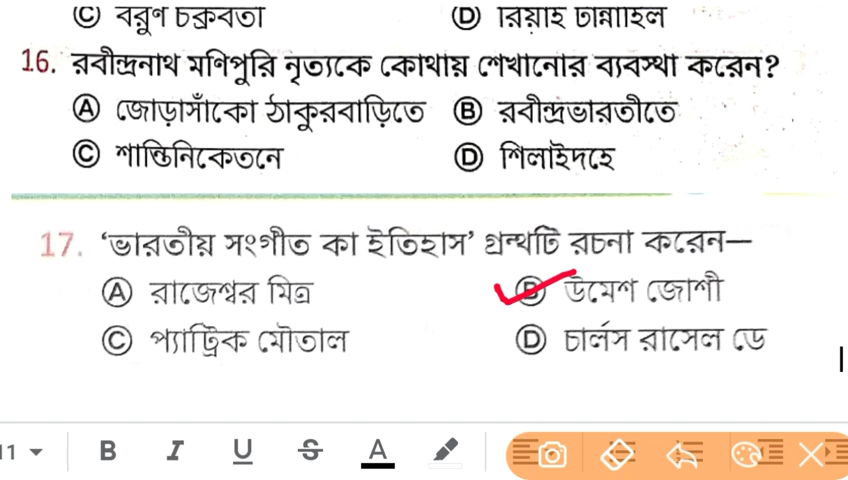 Ⓒ বরুণ চক্রবর্তী
Ⓓ
16. রবীন্দ্রনাথ মণিপুরি নৃত্যকে কোথায় শেখানোর ব্যবস্থা করেন?
Ⓐ জোড়াসাঁকো ঠাকুরবাড়িতে Ⓑ রবীন্দ্রভারতীতে
Ⓒ শান্তিনিকেতনে Ⓓ শিলাইদহে
17. ‘ভারতীয় সংগীত কা ইতিহাস’ গ্রন্থটি রচনা করেন—
Ⓐ রাজেশ্বর মিত্র Ⓑ উমেশ জোশী
Ⓒ প্যাট্রিক মৌতাল Ⓓ চার্লস রাসেল ডে
11 B I U S A